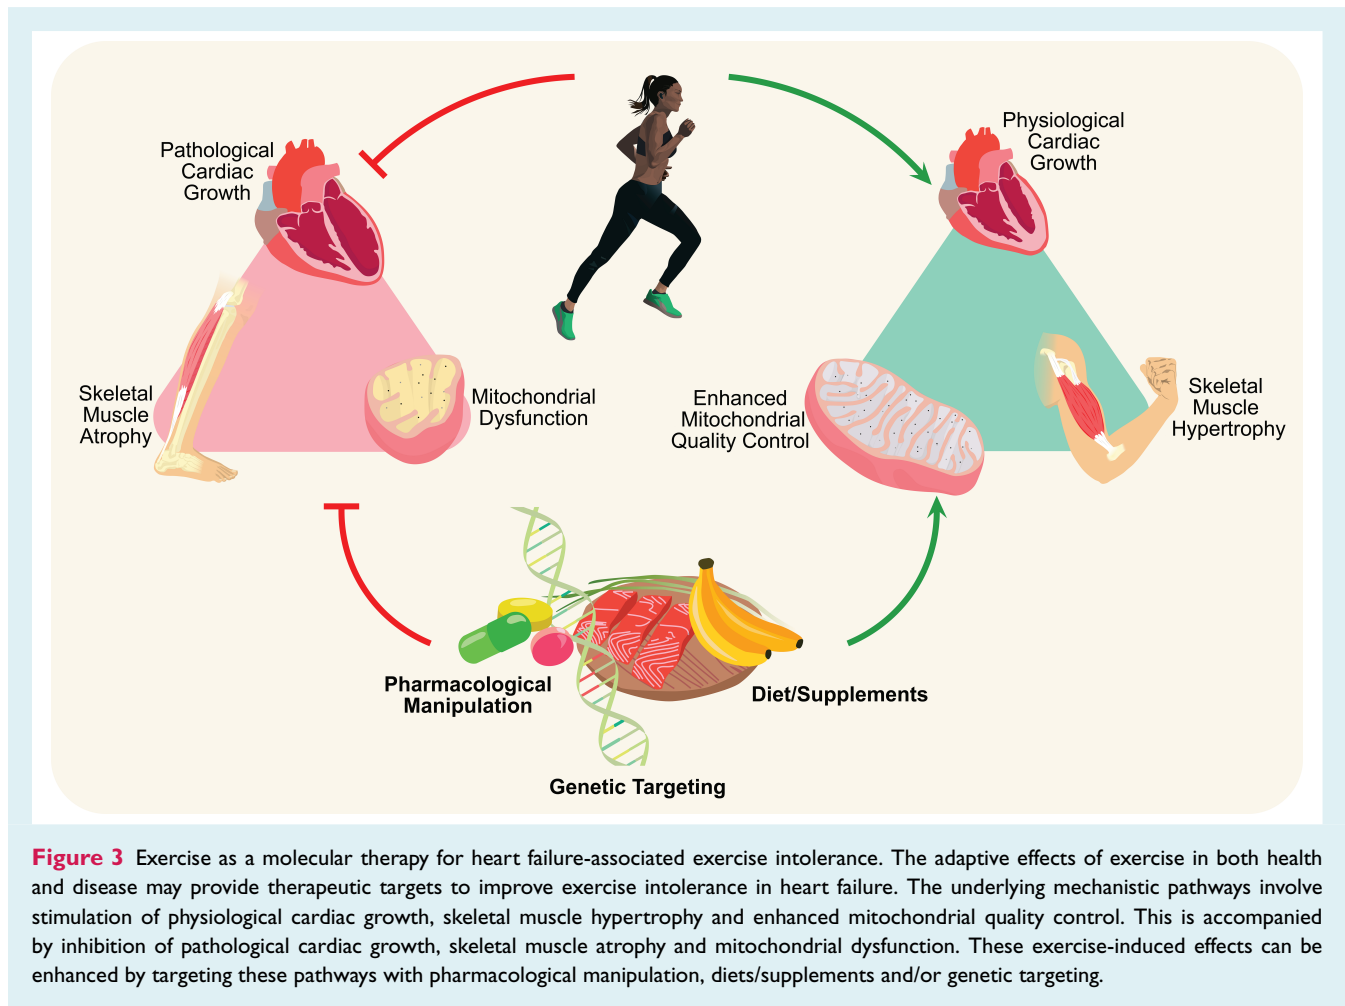 Pathological
Cardiac
Growth
Physiological
Cardiac
Growth
Skeletal
Muscle
Atrophy
Mitochondrial
Dysfunction
Enhanced
Mitochondrial
Quality Control
Skeletal
Muscle
Hypertrophy
Pharmacological
Manipulation
Diet/Supplements
Genetic Targeting
Figure 3 Exercise as a molecular therapy for heart failure-associated exercise intolerance. The adaptive effects of exercise in both health
and disease may provide therapeutic targets to improve exercise intolerance in heart failure. The underlying mechanistic pathways involve
stimulation of physiological cardiac growth, skeletal muscle hypertrophy and enhanced mitochondrial quality control. This is accompanied
by inhibition of pathological cardiac growth, skeletal muscle atrophy and mitochondrial dysfunction. These exercise-induced effects can be
enhanced by targeting these pathways with pharmacological manipulation, diets/supplements and/or genetic targeting.